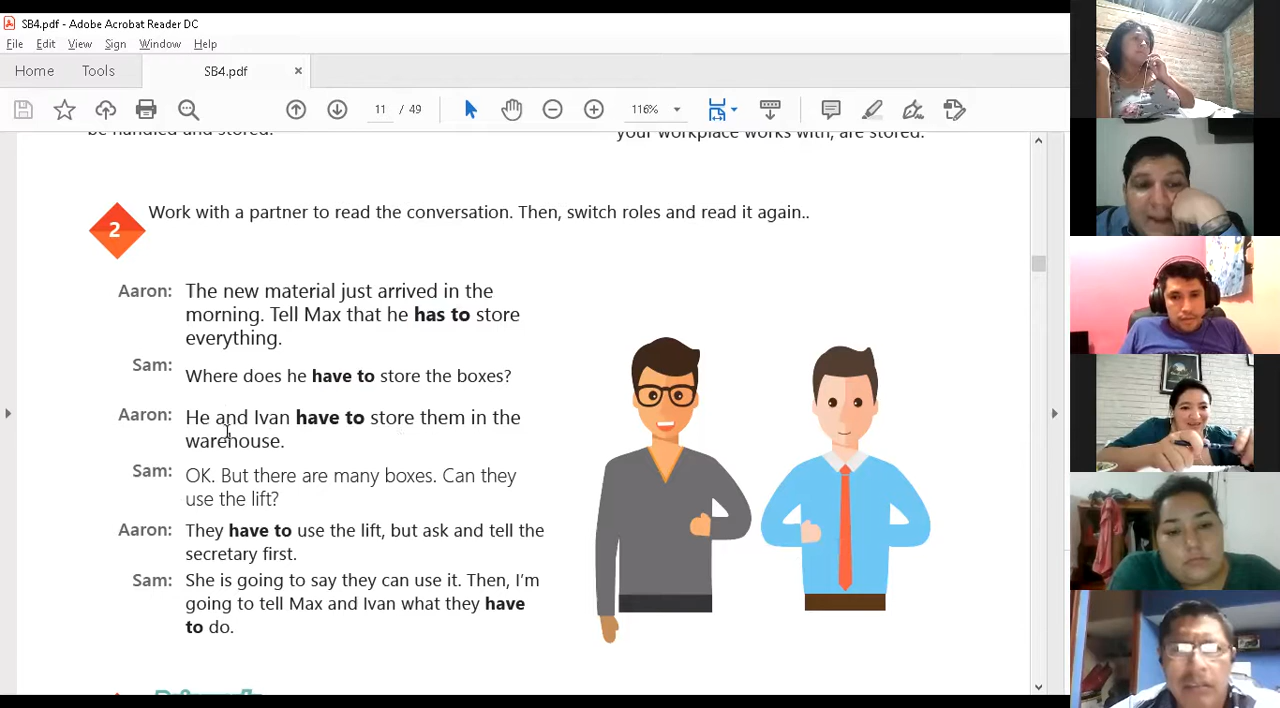 SB4.pdf - Adobe Acrobat Reader DC
File Edit View Sign Window Help
Home Tools SB4.pdf ×
11 / 49 116%
be handled and stored.
your workplace works with, are stored.
2 Work with a partner to read the conversation. Then, switch roles and read it again..
Aaron: The new material just arrived in the
morning. Tell Max that he has to store
everything.
Sam: Where does he have to store the boxes?
Aaron: He and Ivan have to store them in the
warehouse.
Sam: OK. But there are many boxes. Can they
use the lift?
Aaron: They have to use the lift, but ask and tell the
secretary first.
Sam: She is going to say they can use it. Then, I'm
going to tell Max and Ivan what they have
to do.